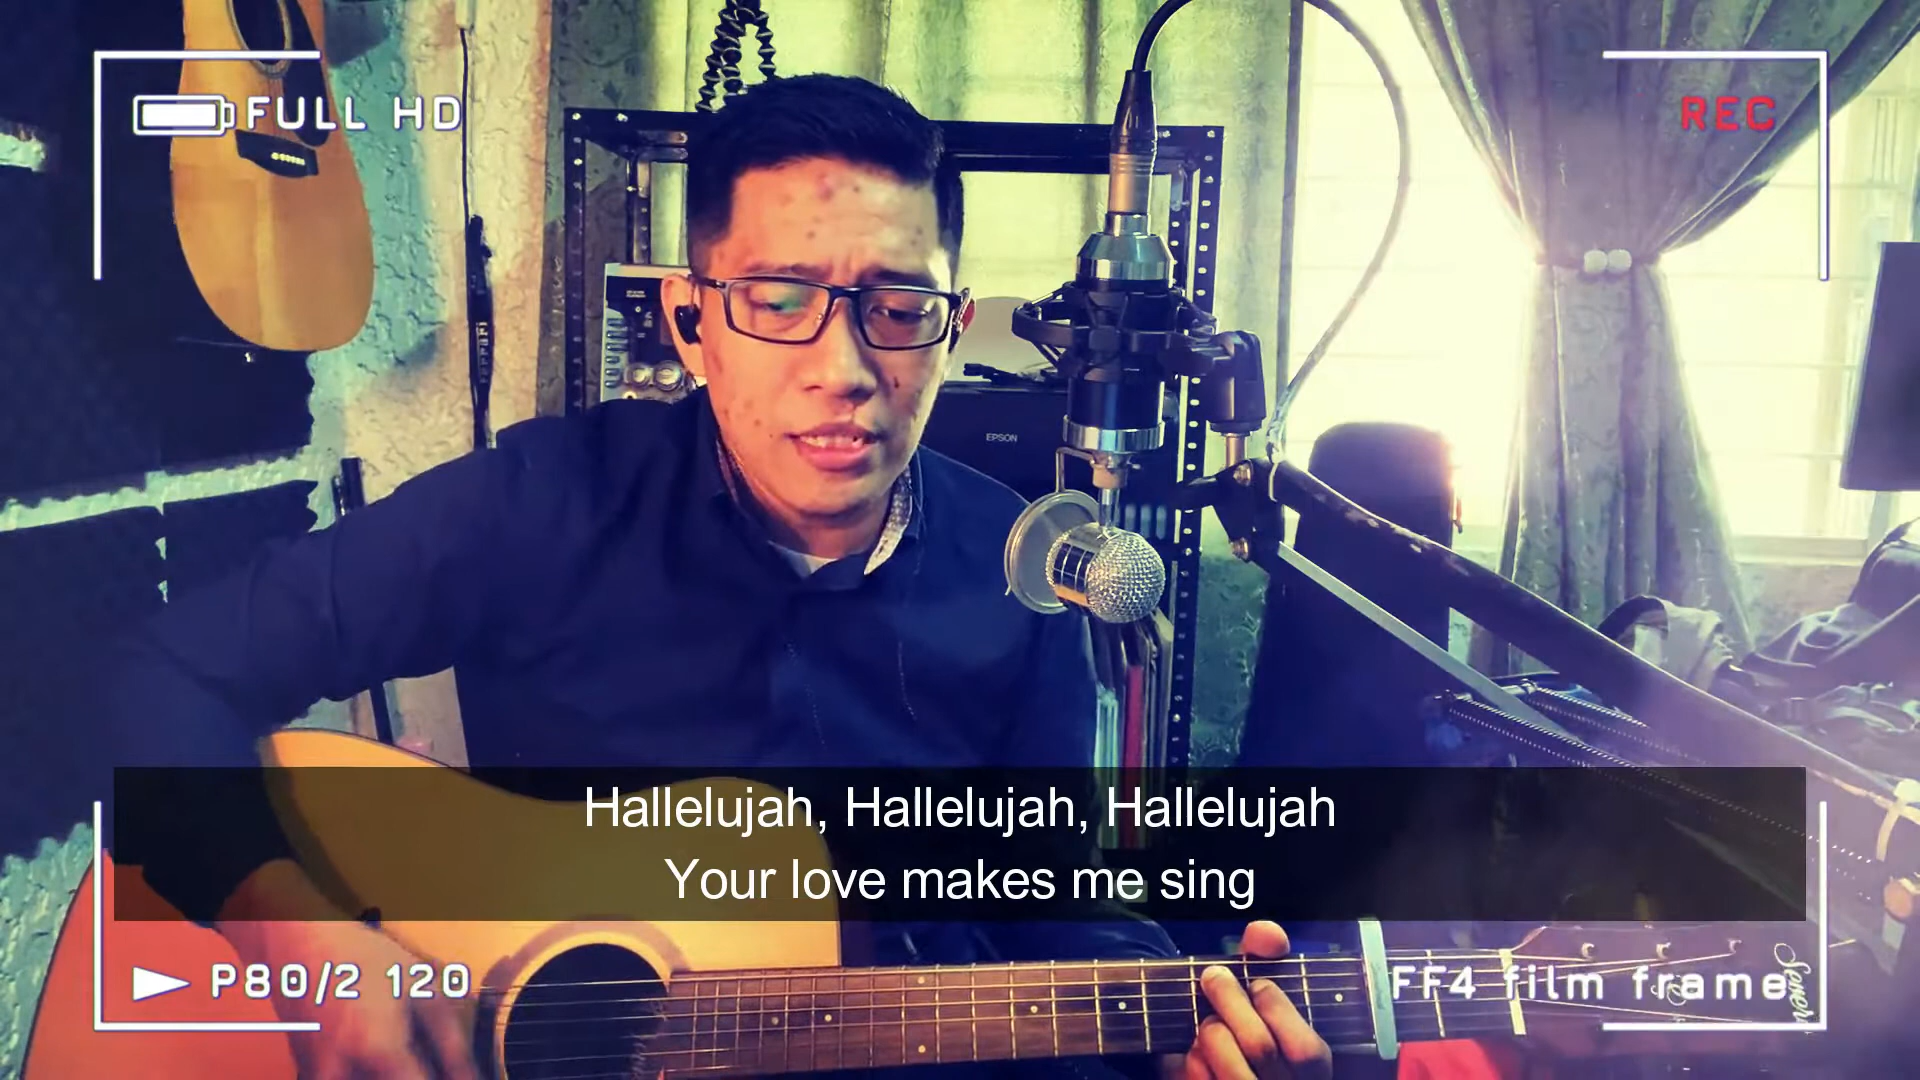 FULL HD
REC
EPSON
Hallelujah, Hallelujah, Hallelujah
Your love makes me sing
P80/2 120
FF4 film frame